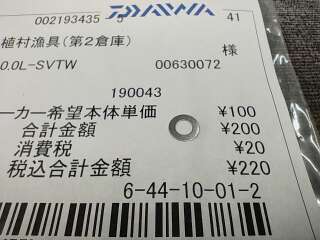 002193435 5 41
DAIWA
植村漁具(第2倉庫) 様
0.0L-SVTW 00630072
190043
ーカー希望本体単価 ¥100
合計金額 ¥200
消費税 ¥20
税込合計金額 ¥220
6-44-10-01-2